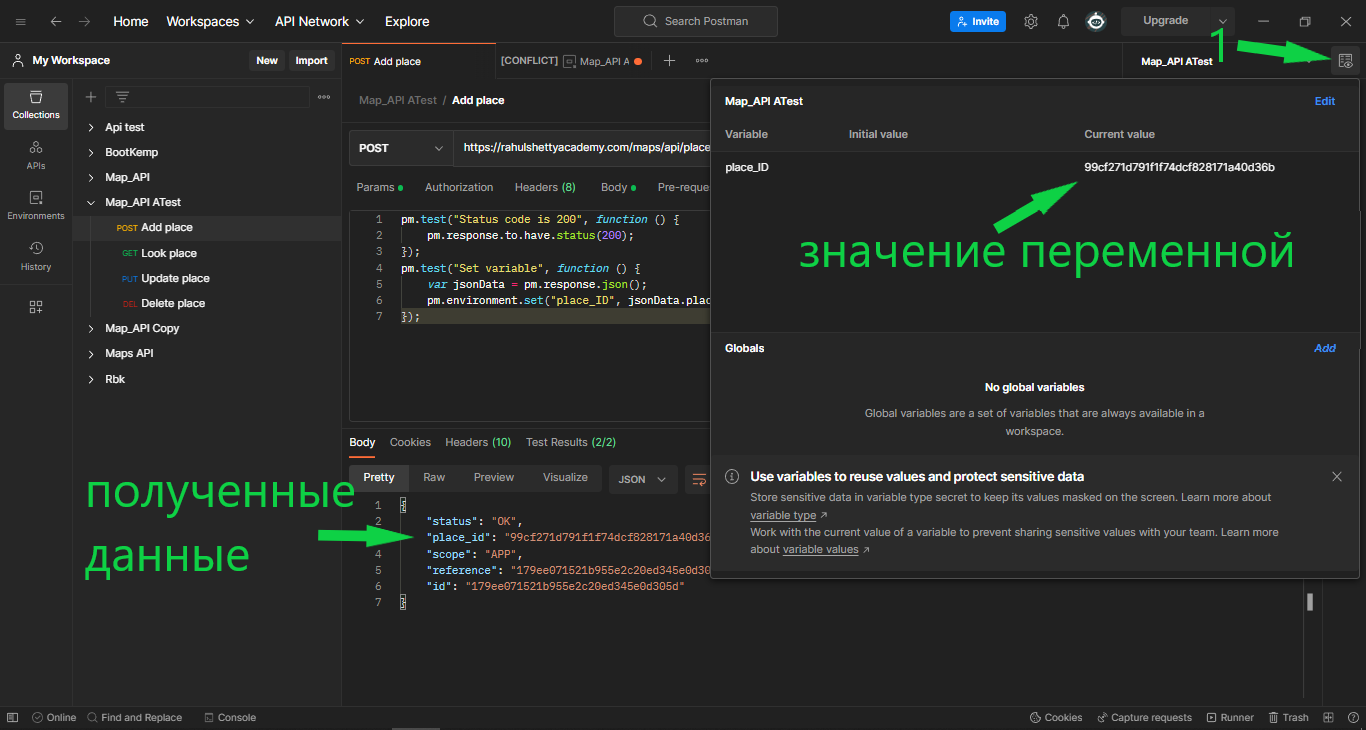 Home Workspaces API Network Explore Search Postman Invite Upgrade
1
My Workspace New Import POST Add place [CONFLICT] Map_API A Map_API ATest
Collections
APIs
Environments
History
Api test
BootKemp
Map_API
Map_API ATest
POST Add place
GET Look place
PUT Update place
DEL Delete place
Map_API Copy
Maps API
Rbk
Map_API ATest / Add place
POST https://rahulshettyacademy.com/maps/api/place
Params Authorization Headers (8) Body Pre-reque
1 pm.test("Status code is 200", function () {
2 pm.response.to.have.status(200);
3 });
4 pm.test("Set variable", function () {
5 var jsonData = pm.response.json();
6 pm.environment.set("place_ID", jsonData.plac
7 });
Map_API ATest Edit
Variable Initial value Current value
place_ID 99cf271d791f1f74dcf828171a40d36b
значение переменной
Globals Add
No global variables
Global variables are a set of variables that are always available in a
workspace.
Use variables to reuse values and protect sensitive data
Store sensitive data in variable type secret to keep its values masked on the screen. Learn more about
variable type ↗
Work with the current value of a variable to prevent sharing sensitive values with your team. Learn more
about variable values ↗
Body Cookies Headers (10) Test Results (2/2)
Pretty Raw Preview Visualize JSON
полученные
данные
1 {
2 "status": "OK",
"place_id": "99cf271d791f1f74dcf828171a40d36
4 "scope": "APP",
5 "reference": "179ee071521b955e2c20ed345e0d30
6 "id": "179ee071521b955e2c20ed345e0d305d"
7 }
Online Find and Replace Console Cookies Capture requests Runner Trash